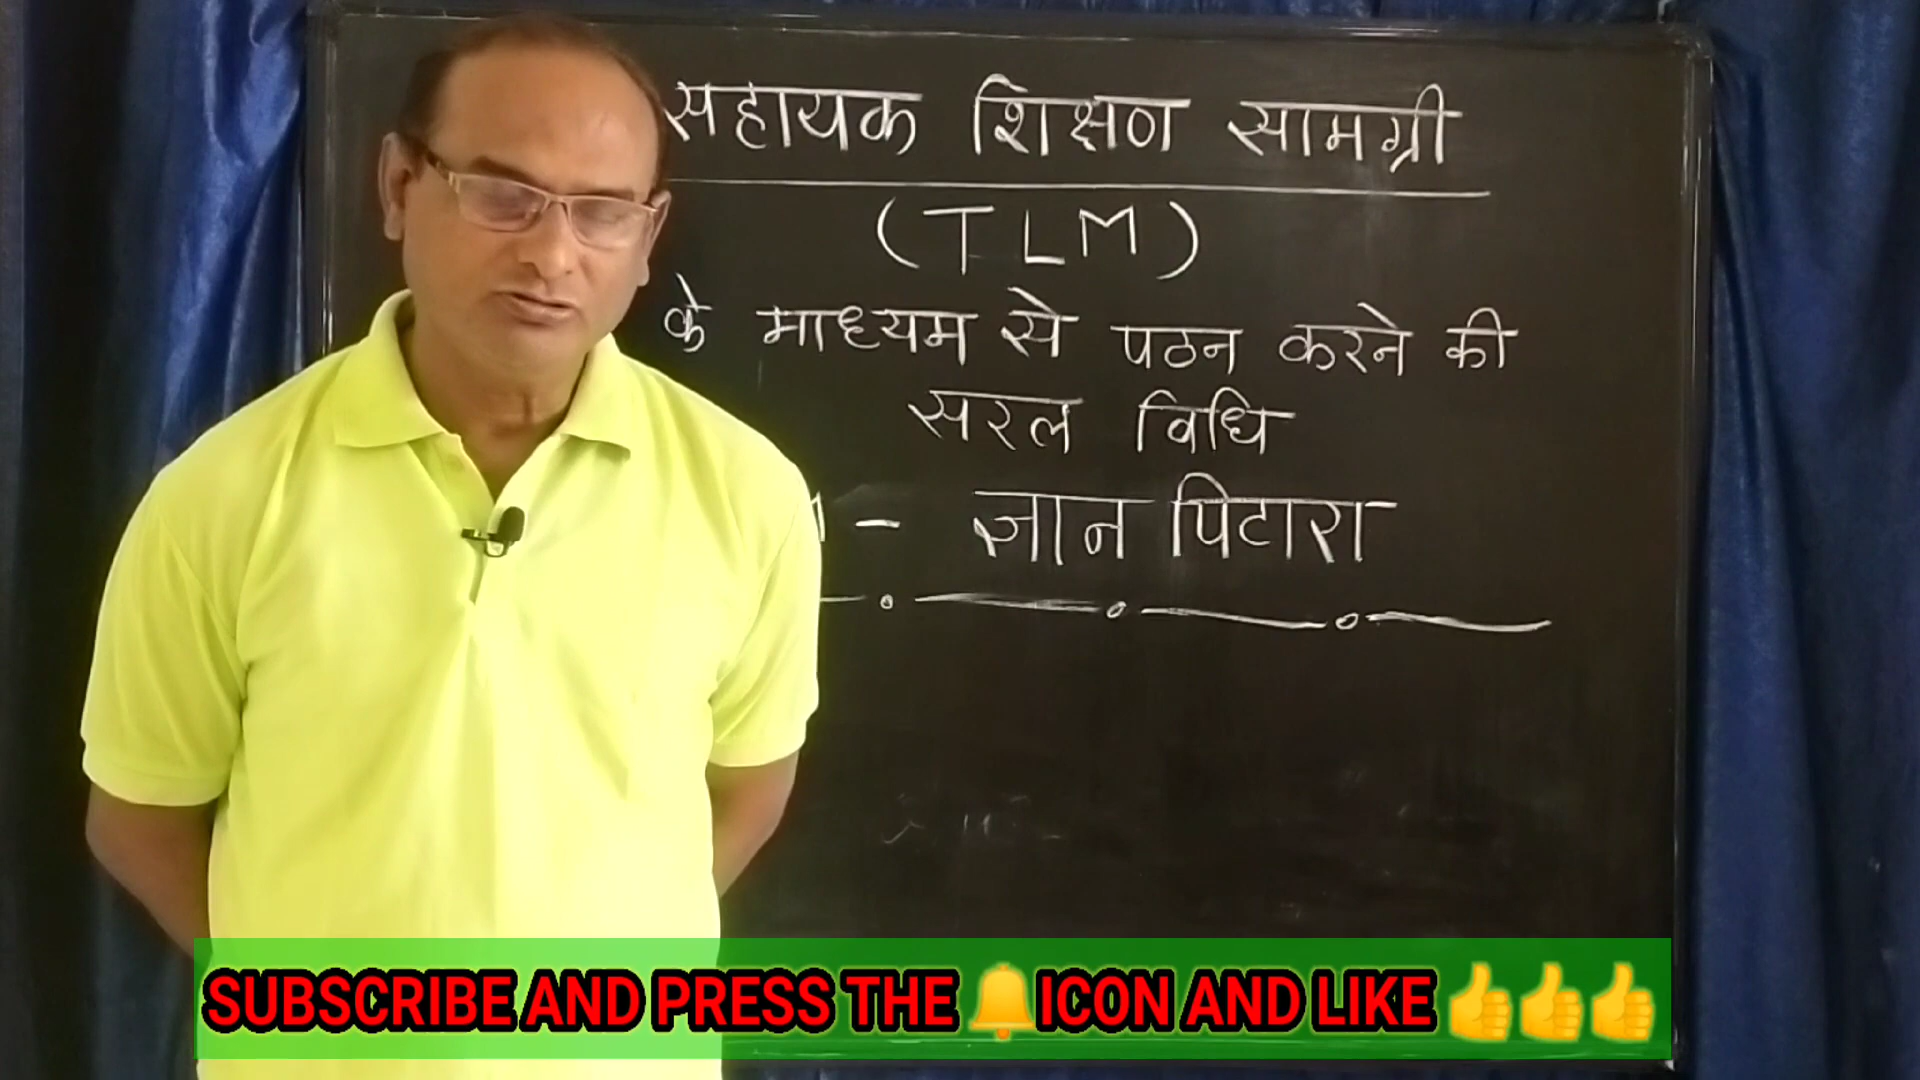 सहायक शिक्षण सामग्री
(TLM)
के माध्यम से पठन करने की
सरल विधि
- ज्ञान पिटारा
SUBSCRIBE AND PRESS THE 🔔ICON AND LIKE👍👍👍